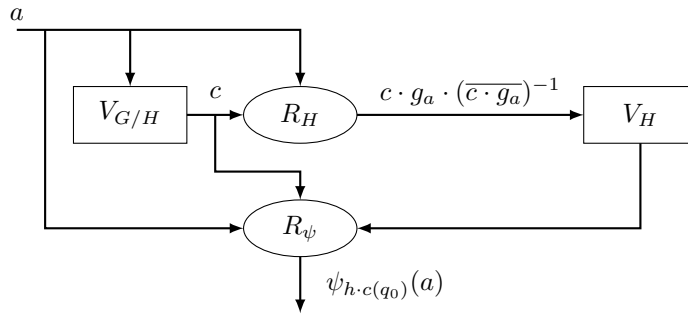 a
c
c · g_a · (\overline{c · g_a})^{-1}
V_{G/H}
R_H
V_H
R_ψ
ψ_{h·c(q_0)}(a)